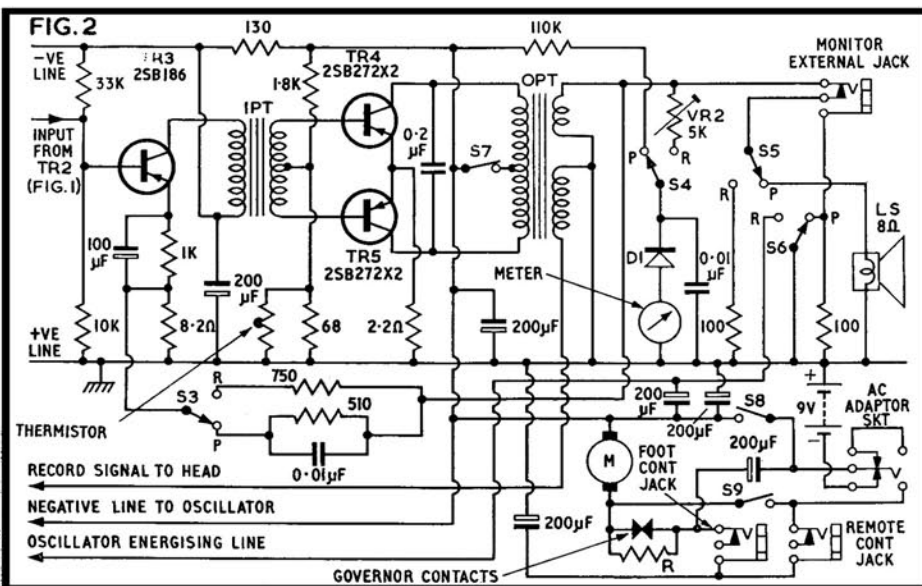 FIG.2
-VE
LINE
33K
INPUT
FROM
TR2
(FIG.1)
TR3
2SB186
130
IPT
1·8K
TR4
2SB272X2
TR5
2SB272X2
0·2
µF
S7
OPT
110K
P
R
S4
VR2
5K
MONITOR
EXTERNAL JACK
V
S5
R
P
R
P
S6
LS
8Ω
100
µF
1K
8·2Ω
10K
+VE
LINE
200
µF
68
2·2Ω
200µF
METER
D1
0·01
µF
100
100
THERMISTOR
S3
R
P
750
510
0·01µF
200
µF
200µF
S8
+
9V
-
AC
ADAPTOR
SKT
V
200µF
M
FOOT
CONT
JACK
S9
V
V
REMOTE
CONT
JACK
200µF
R
GOVERNOR CONTACTS
RECORD SIGNAL TO HEAD
NEGATIVE LINE TO OSCILLATOR
OSCILLATOR ENERGISING LINE